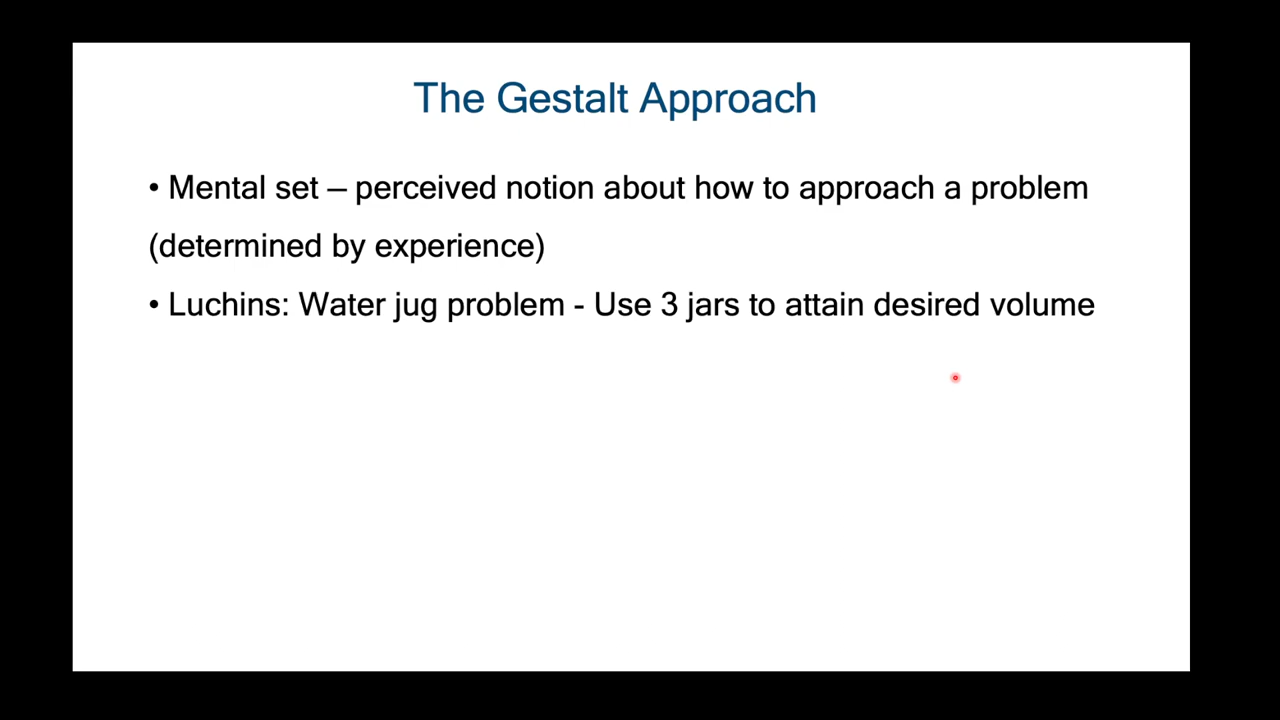 The Gestalt Approach
• Mental set – perceived notion about how to approach a problem
(determined by experience)
• Luchins: Water jug problem - Use 3 jars to attain desired volume